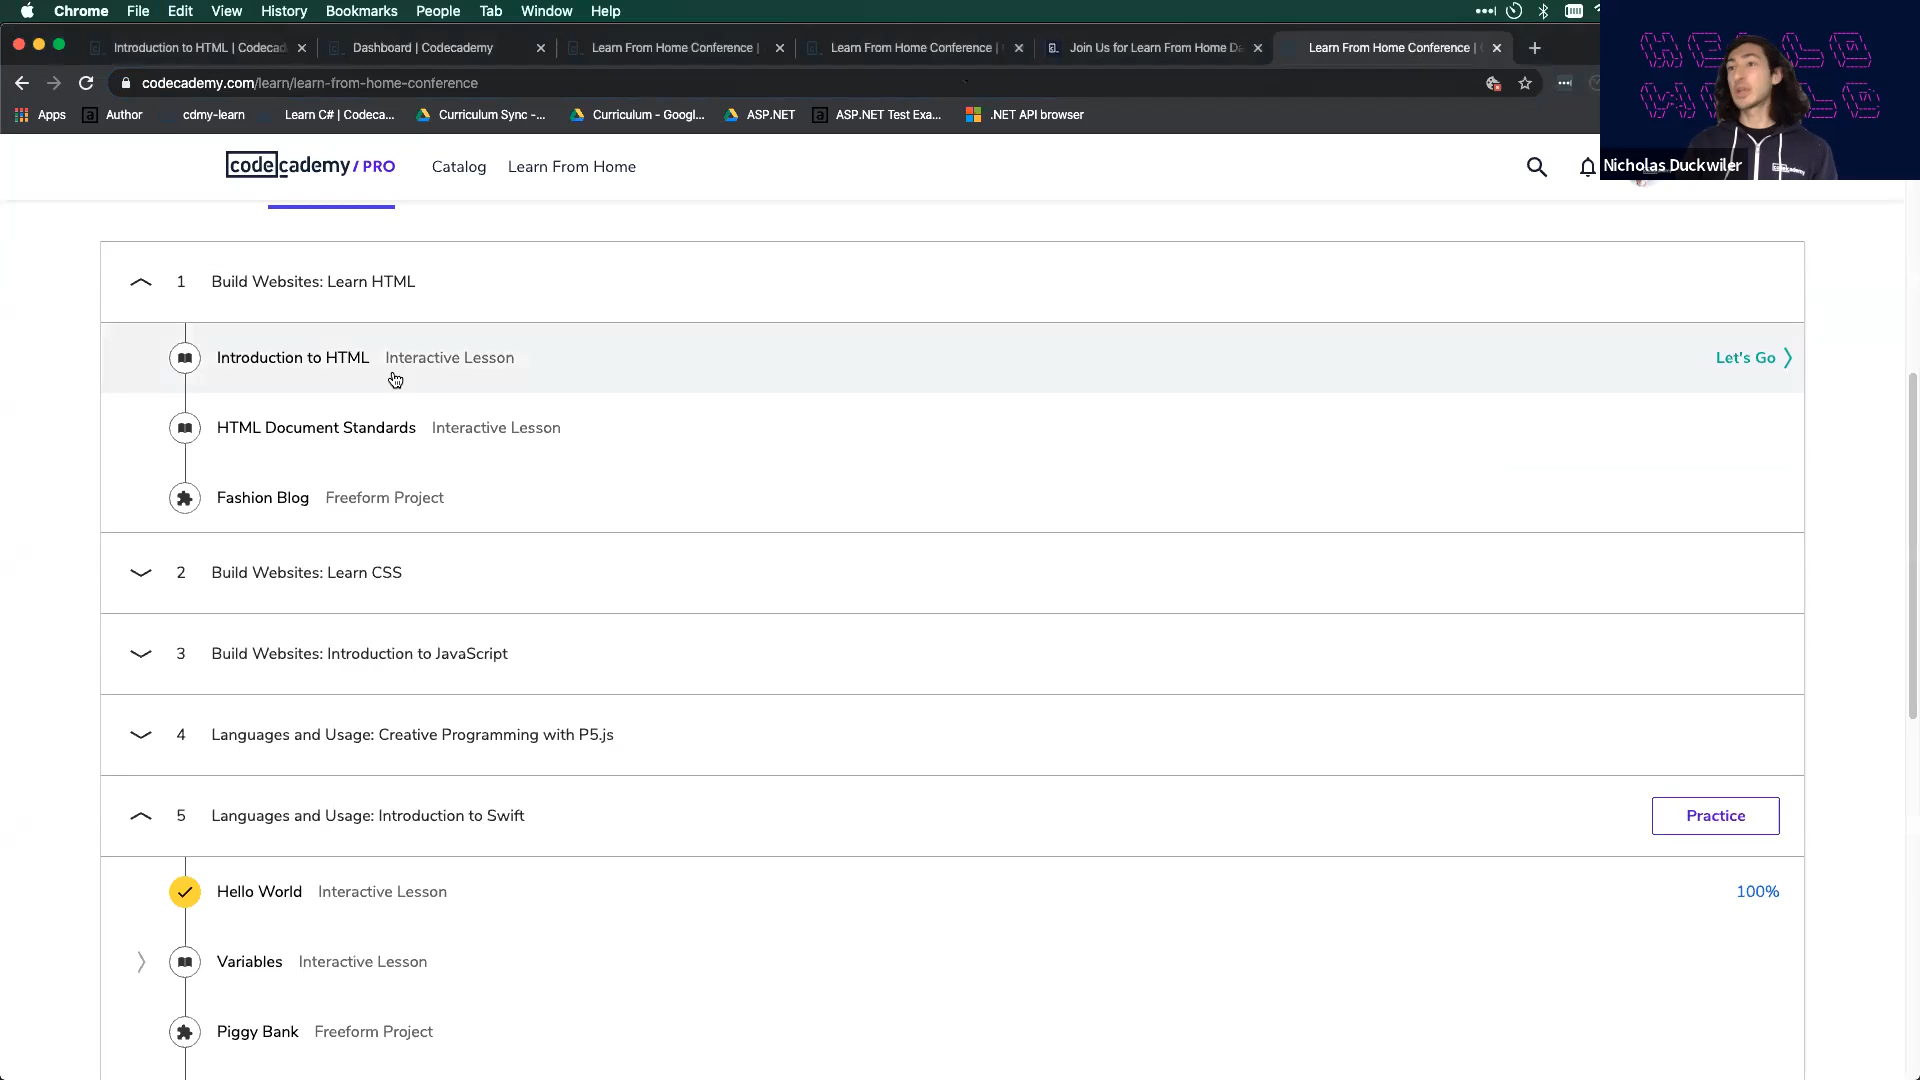 Chrome File Edit View History Bookmarks People Tab Window Help
Introduction to HTML | Codecad
Dashboard | Codecademy
Learn From Home Conference |
Learn From Home Conference |
Join Us for Learn From Home Da
Learn From Home Conference |
codecademy.com/learn/learn-from-home-conference
Apps
Author
cdmy-learn
Learn C# | Codeca...
Curriculum Sync -...
Curriculum - Googl...
ASP.NET
ASP.NET Test Exa...
.NET API browser
codecademy / PRO
Catalog
Learn From Home
Nicholas Duckwiler
1 Build Websites: Learn HTML
Introduction to HTML Interactive Lesson Let's Go
HTML Document Standards Interactive Lesson
Fashion Blog Freeform Project
2 Build Websites: Learn CSS
3 Build Websites: Introduction to JavaScript
4 Languages and Usage: Creative Programming with P5.js
5 Languages and Usage: Introduction to Swift Practice
Hello World Interactive Lesson 100%
Variables Interactive Lesson
Piggy Bank Freeform Project